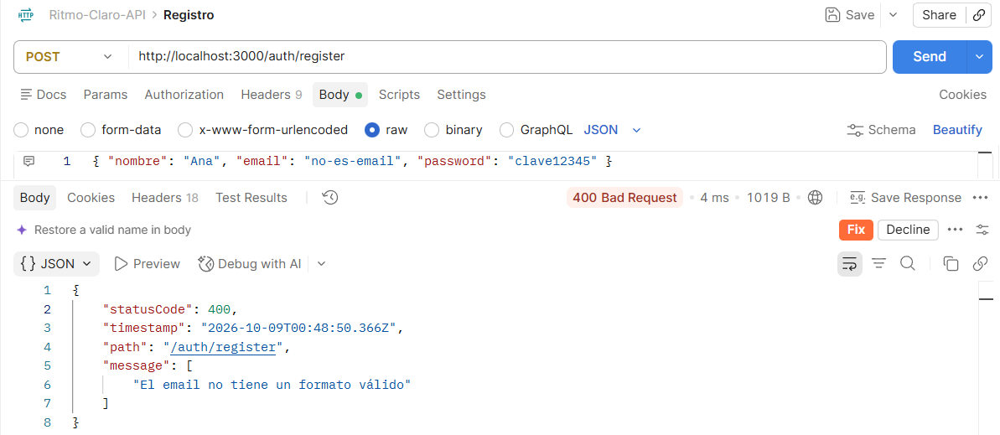 HTTP Ritmo-Claro-API > Registro Save Share
POST http://localhost:3000/auth/register Send
Docs Params Authorization Headers 9 Body Scripts Settings Cookies
none form-data x-www-form-urlencoded raw binary GraphQL JSON Schema Beautify
1 { "nombre": "Ana", "email": "no-es-email", "password": "clave12345" }
Body Cookies Headers 18 Test Results 400 Bad Request • 4 ms • 1019 B • e.g. Save Response
Restore a valid name in body Fix Decline
{} JSON Preview Debug with AI
1 {
2 "statusCode": 400,
3 "timestamp": "2026-10-09T00:48:50.366Z",
4 "path": "/auth/register",
5 "message": [
6 "El email no tiene un formato válido"
7 ]
8 }